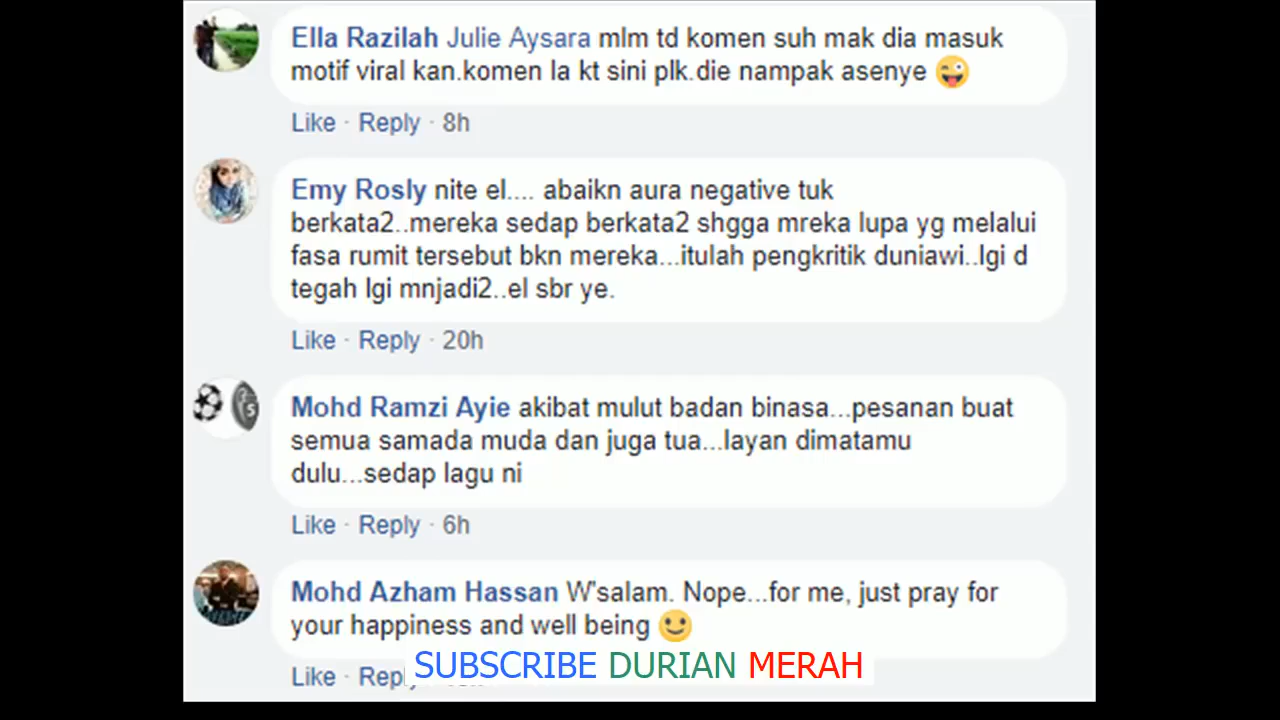 Ella Razilah Julie Aysara mlm td komen suh mak dia masuk
motif viral kan.komen la kt sini plk.die nampak asenye 😜
Like · Reply · 8h
Emy Rosly nite el.... abaikn aura negative tuk
berkata2..mereka sedap berkata2 shgga mreka lupa yg melalui
fasa rumit tersebut bkn mereka...itulah pengkritik duniawi..lgi d
tegah lgi mnjadi2..el sbr ye.
Like · Reply · 20h
Mohd Ramzi Ayie akibat mulut badan binasa...pesanan buat
semua samada muda dan juga tua...layan dimatamu
dulu...sedap lagu ni
Like · Reply · 6h
Mohd Azham Hassan W'salam. Nope...for me, just pray for
your happiness and well being 🙂
Like · Reply
SUBSCRIBE DURIAN MERAH